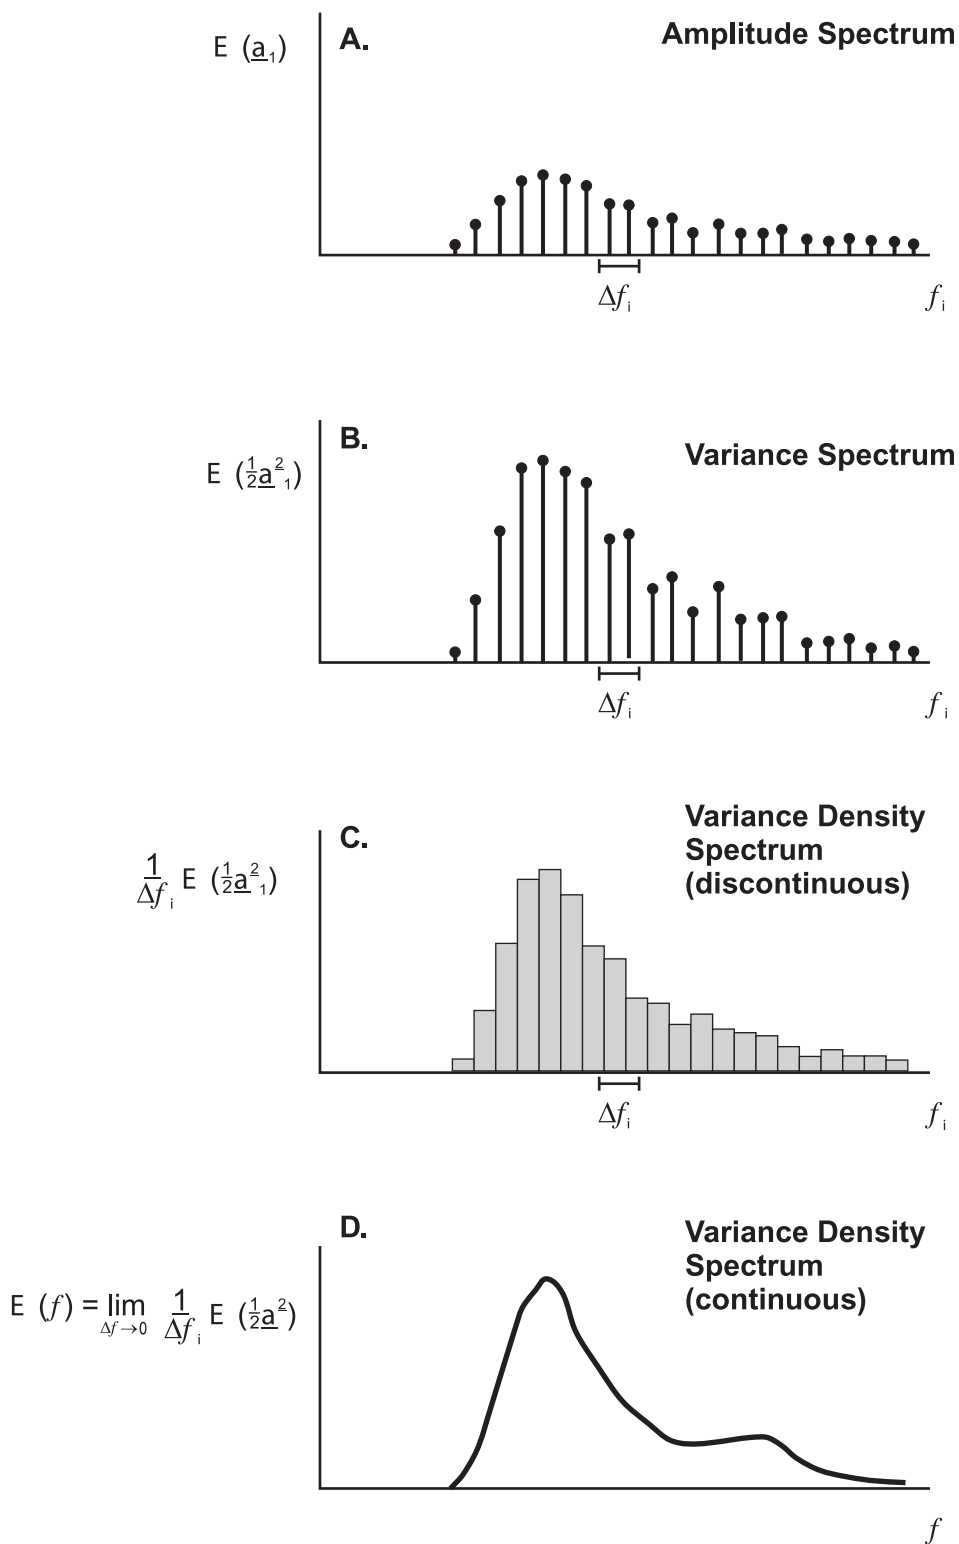 A.
Amplitude Spectrum
E (a₁)
Δfᵢ
fᵢ
B.
Variance Spectrum
E (½a²₁)
Δfᵢ
fᵢ
C.
Variance Density
Spectrum
(discontinuous)
1/Δfᵢ E (½a²₁)
Δfᵢ
fᵢ
D.
Variance Density
Spectrum
(continuous)
E (f) = lim Δf→0 1/Δfᵢ E (½a²)
f